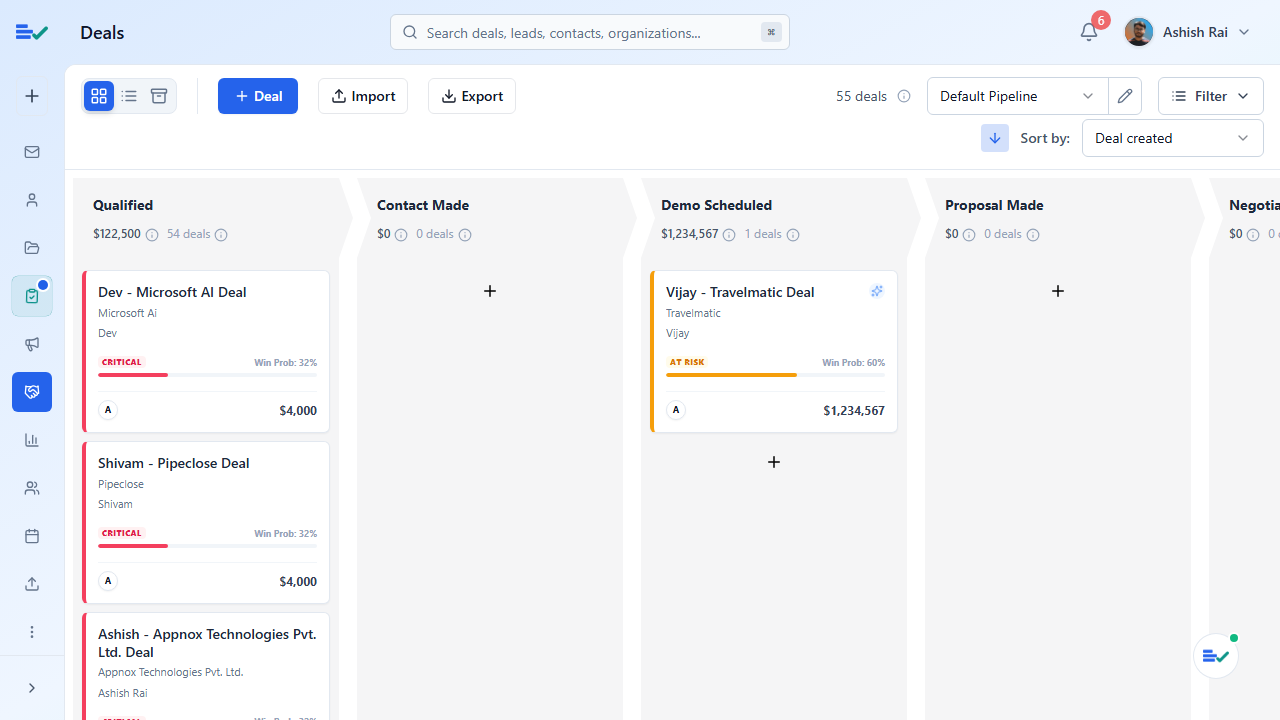 Deals
Search deals, leads, contacts, organizations...
⌘
6
Ashish Rai
Deal
Import
Export
55 deals
Default Pipeline
Filter
Sort by:
Deal created
Qualified
$122,500
54 deals
Contact Made
$0
0 deals
Demo Scheduled
$1,234,567
1 deals
Proposal Made
$0
0 deals
Negotia
$0
0
Dev - Microsoft AI Deal
Microsoft Ai
Dev
CRITICAL
Win Prob: 32%
A
$4,000
Shivam - Pipeclose Deal
Pipeclose
Shivam
CRITICAL
Win Prob: 32%
A
$4,000
Ashish - Appnox Technologies Pvt.
Ltd. Deal
Appnox Technologies Pvt. Ltd.
Ashish Rai
Vijay - Travelmatic Deal
Travelmatic
Vijay
AT RISK
Win Prob: 60%
A
$1,234,567